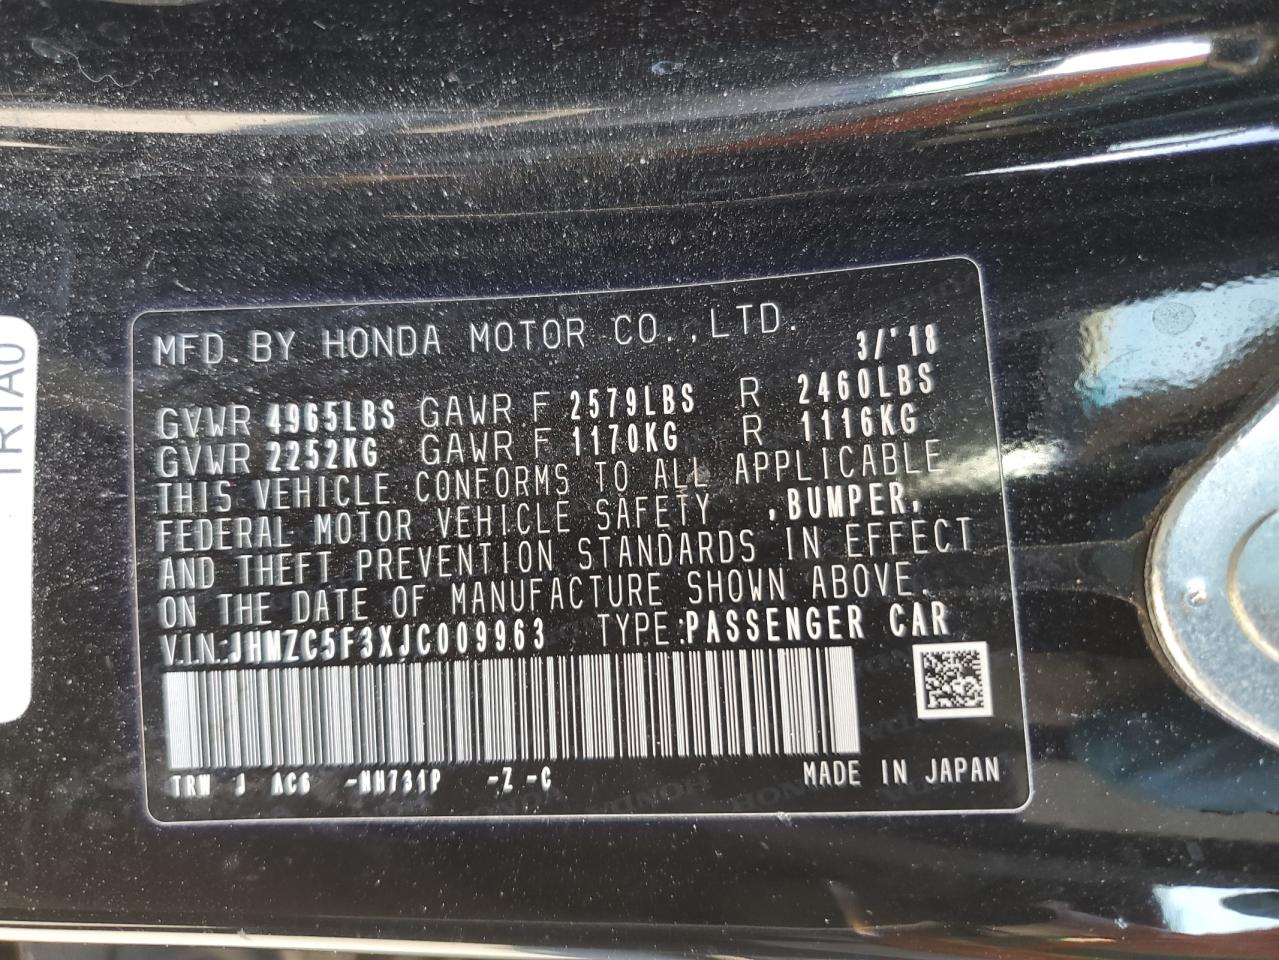 MFD.BY HONDA MOTOR CO.,LTD.
3/'18
GVWR 4965LBS GAWR F 2579LBS R 2460LBS
GVWR 2252KG GAWR F 1170KG R 1116KG
THIS VEHICLE CONFORMS TO ALL APPLICABLE
FEDERAL MOTOR VEHICLE SAFETY ,BUMPER,
AND THEFT PREVENTION STANDARDS IN EFFECT
ON THE DATE OF MANUFACTURE SHOWN ABOVE.
V.I.N.:JHMZC5F3XJC009963 TYPE:PASSENGER CAR
TRW J AC6 -NH731P -Z -C MADE IN JAPAN
TRTA0